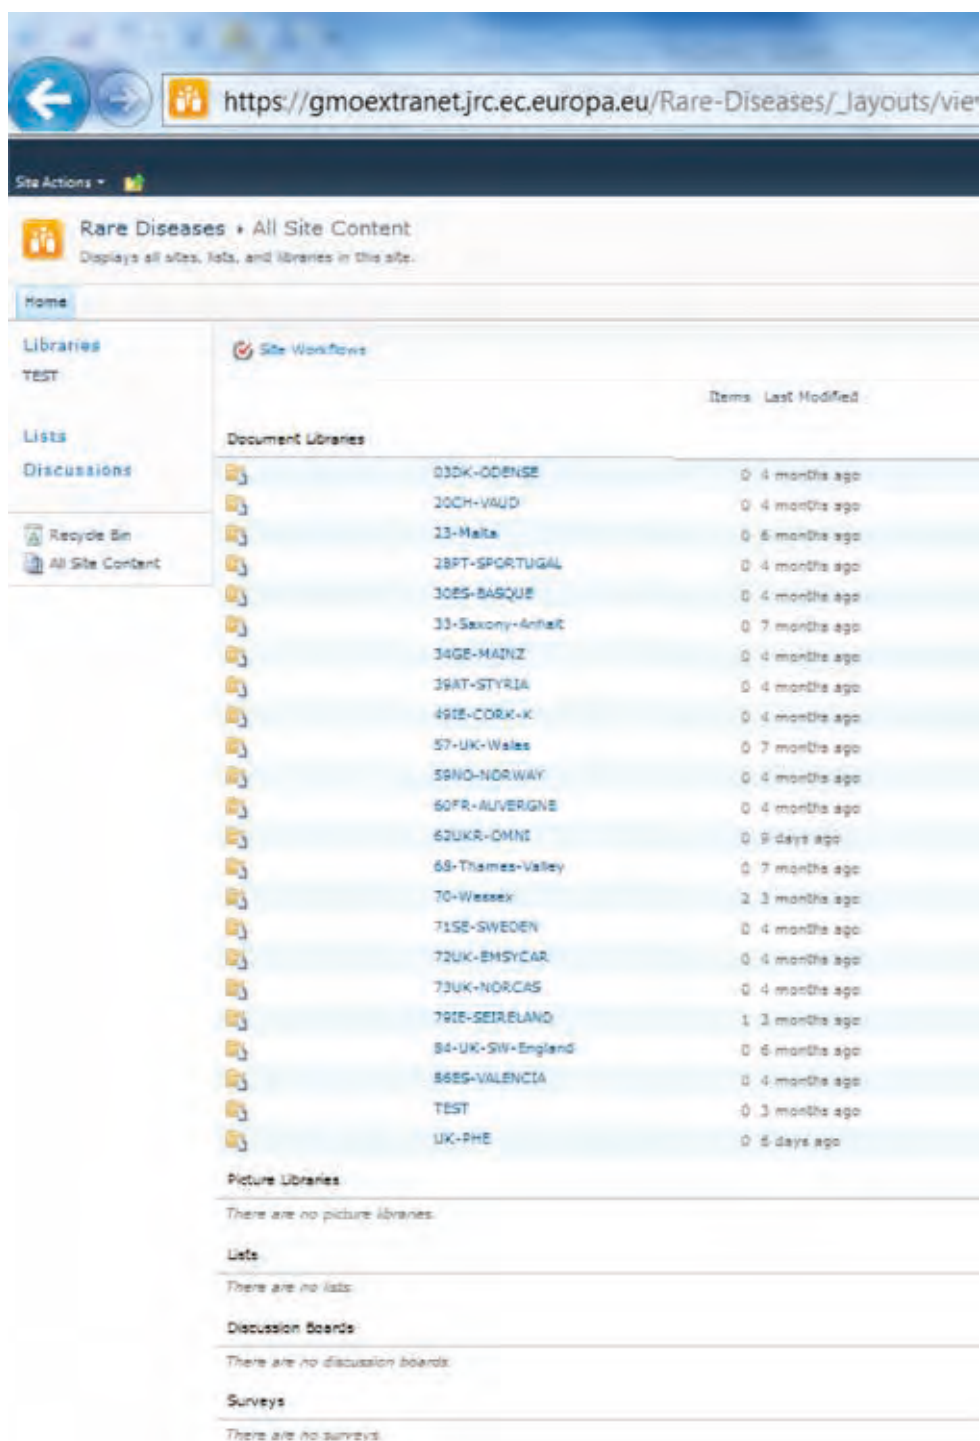 https://gmoextranet.jrc.ec.europa.eu/Rare-Diseases/_layouts/vie
Site Actions
Rare Diseases All Site Content
Displays all sites, lists, and libraries in this site.
Home
Libraries
TEST
Lists
Discussions
Recycle Bin
All Site Content
Site Workflows
Items Last Modified
Document Libraries
03DK-ODENSE 0 4 months ago
20CH-VAUD 0 4 months ago
23-Malta 0 6 months ago
28PT-SPORTUGAL 0 4 months ago
30ES-BASQUE 0 4 months ago
33-Saxony-Anhalt 0 7 months ago
34GE-MAINZ 0 4 months ago
39AT-STYRIA 0 4 months ago
49IE-CORK-K 0 4 months ago
57-UK-Wales 0 7 months ago
59NO-NORWAY 0 4 months ago
60FR-AUVERGNE 0 4 months ago
62UKR-OMNI 0 9 days ago
68-Thames-Valley 0 7 months ago
70-Wessex 2 3 months ago
71SE-SWEDEN 0 4 months ago
72UK-EMSYCAR 0 4 months ago
73UK-NORCAS 0 4 months ago
79IE-SEIRELAND 1 3 months ago
84-UK-SW-England 0 6 months ago
86ES-VALENCIA 0 4 months ago
TEST 0 3 months ago
UK-PHE 0 6 days ago
Picture Libraries
There are no picture libraries.
Lists
There are no lists.
Discussion Boards
There are no discussion boards.
Surveys
There are no surveys.